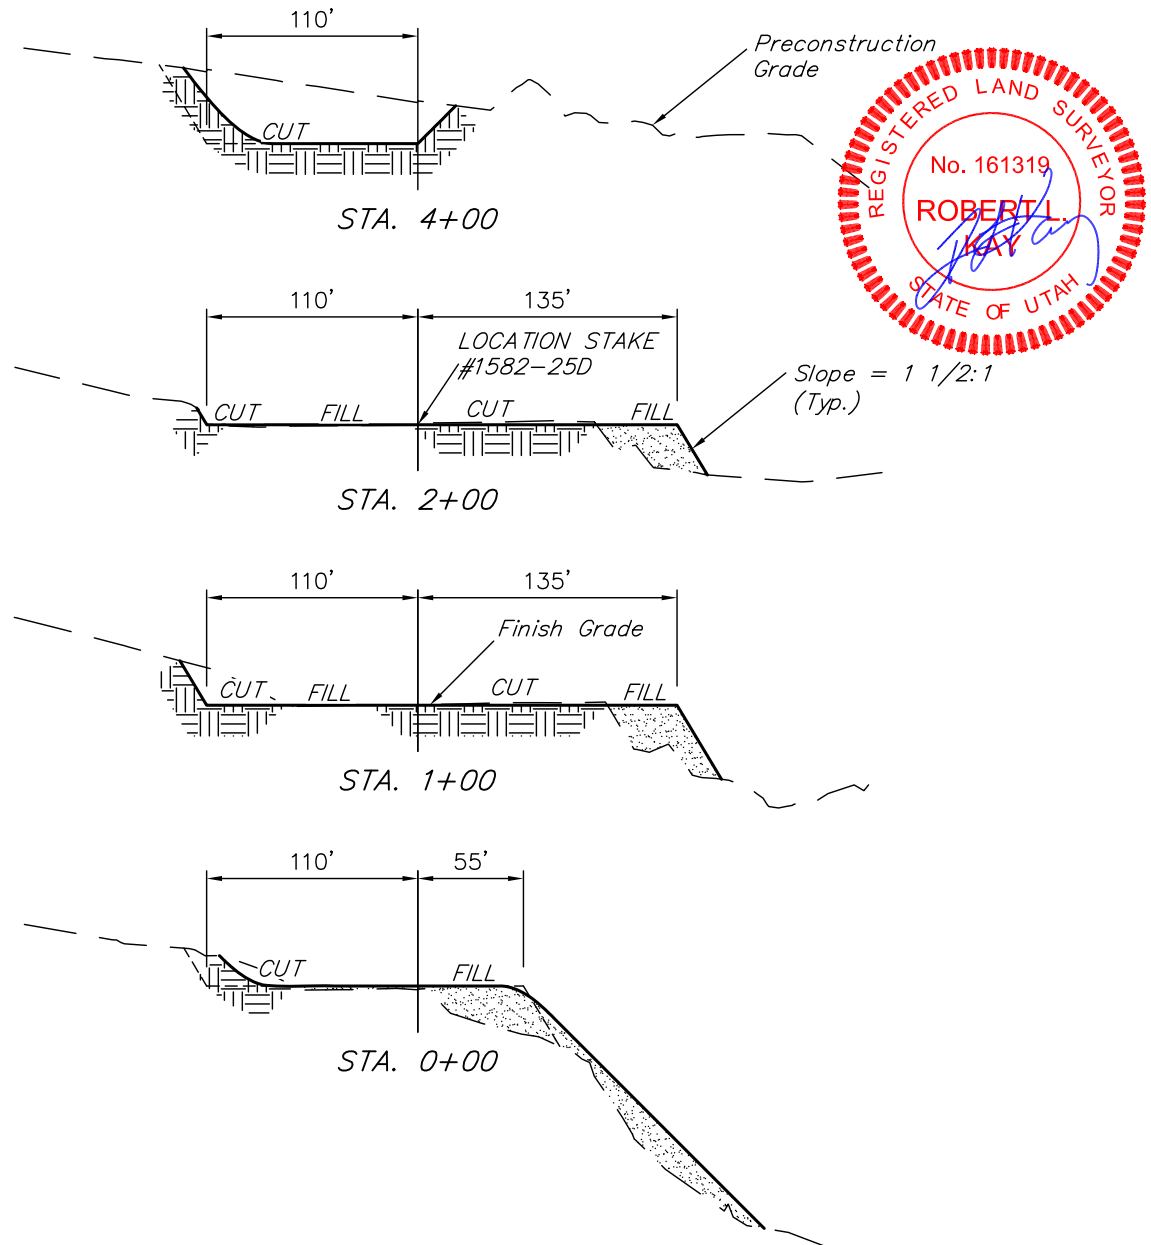 110'
Preconstruction
Grade
CUT
STA. 4+00
REGISTERED LAND SURVEYOR
No. 161319
ROBERT L.
KAY
STATE OF UTAH
110' 135'
LOCATION STAKE
#1582-25D
Slope = 1 1/2:1
(Typ.)
CUT FILL CUT FILL
STA. 2+00
110' 135'
Finish Grade
CUT FILL CUT FILL
STA. 1+00
110' 55'
CUT FILL
STA. 0+00